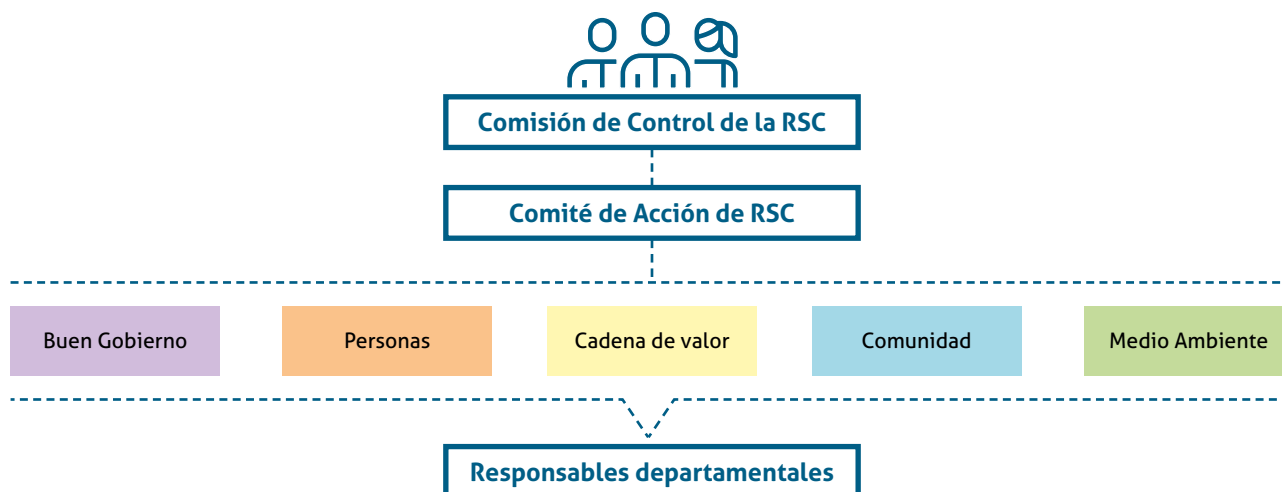 Comisión de Control de la RSC
Comité de Acción de RSC
Buen Gobierno
Personas
Cadena de valor
Comunidad
Medio Ambiente
Responsables departamentales